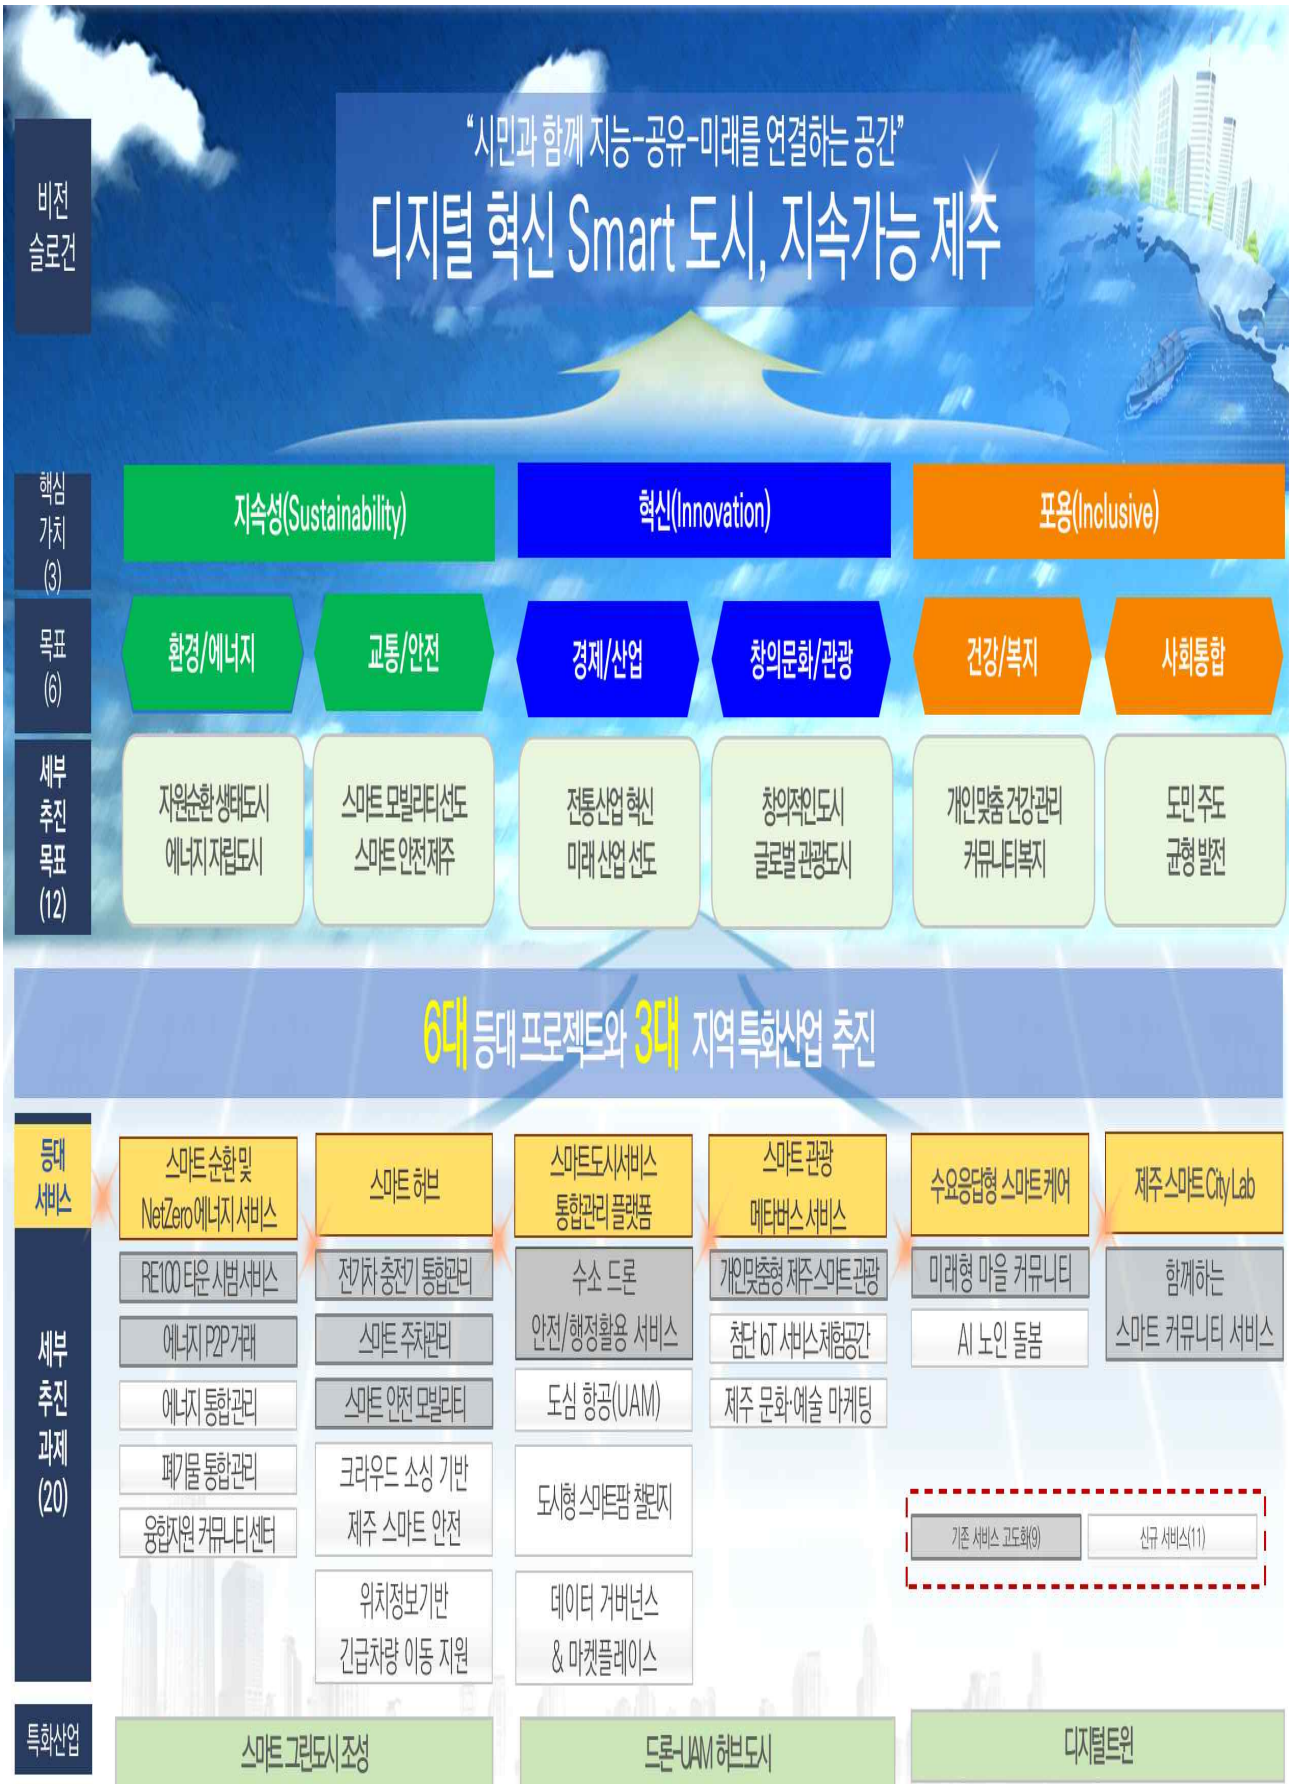 비전
슬로건
“시민과 함께 지능-공유-미래를 연결하는 공간”
디지털 혁신 Smart 도시, 지속가능 제주
핵심
가치
(3)
지속성(Sustainability)
혁신(Innovation)
포용(Inclusive)
목표
(6)
환경/에너지
교통/안전
경제/산업
창의문화/관광
건강/복지
사회통합
세부
추진
목표
(12)
자원순환 생태도시
에너지 자립도시
스마트 모빌리티 선도
스마트 안전 제주
전통산업 혁신
미래 산업 선도
창의적인 도시
글로벌 관광도시
개인 맞춤 건강관리
커뮤니티 복지
도민 주도
균형 발전
6대 등대 프로젝트와 3대 지역특화산업 추진
등대
서비스
스마트 순환 및
NetZero 에너지 서비스
스마트 허브
스마트도시서비스
통합관리 플랫폼
스마트 관광
메타버스 서비스
수요응답형 스마트 케어
제주 스마트 City Lab
세부
추진
과제
(20)
RE100 타운 시범 서비스
에너지 P2P 거래
에너지 통합 관리
폐기물 통합 관리
융합자원 커뮤니티 센터
전기차 충전기 통합관리
스마트 주차관리
스마트 안전 모빌리티
크라우드 소싱 기반
제주 스마트 안전
위치정보기반
긴급차량 이동 지원
수소 드론
안전/행정활용 서비스
도심 항공(UAM)
도시형 스마트팜 챌린지
데이터 거버넌스
& 마켓플레이스
개인맞춤형 제주 스마트 관광
첨단 IoT 서비스 체험공간
제주 문화·예술 마케팅
미래형 마을 커뮤니티
AI 노인 돌봄
함께하는
스마트 커뮤니티 서비스
기존 서비스 고도화(9)
신규 서비스(11)
특화산업
스마트 그린도시 조성
드론-UAM 허브도시
디지털트윈